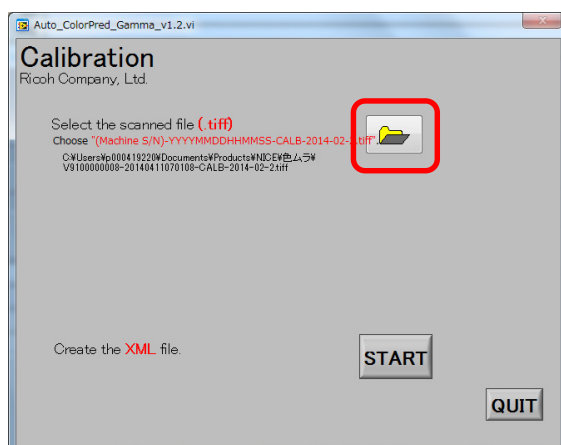 Auto_ColorPred_Gamma_v1.2.vi
Calibration
Ricoh Company, Ltd.
Select the scanned file (.tiff)
Choose "(Machine S/N)-YYYYMMDDHHMMSS-CALB-2014-02-2.tiff".
C:¥Users¥p000419220¥Documents¥Products¥NICE¥色ムラ¥
V9100000008-20140411070108-CALB-2014-02-2.tiff
Create the XML file.
START
QUIT